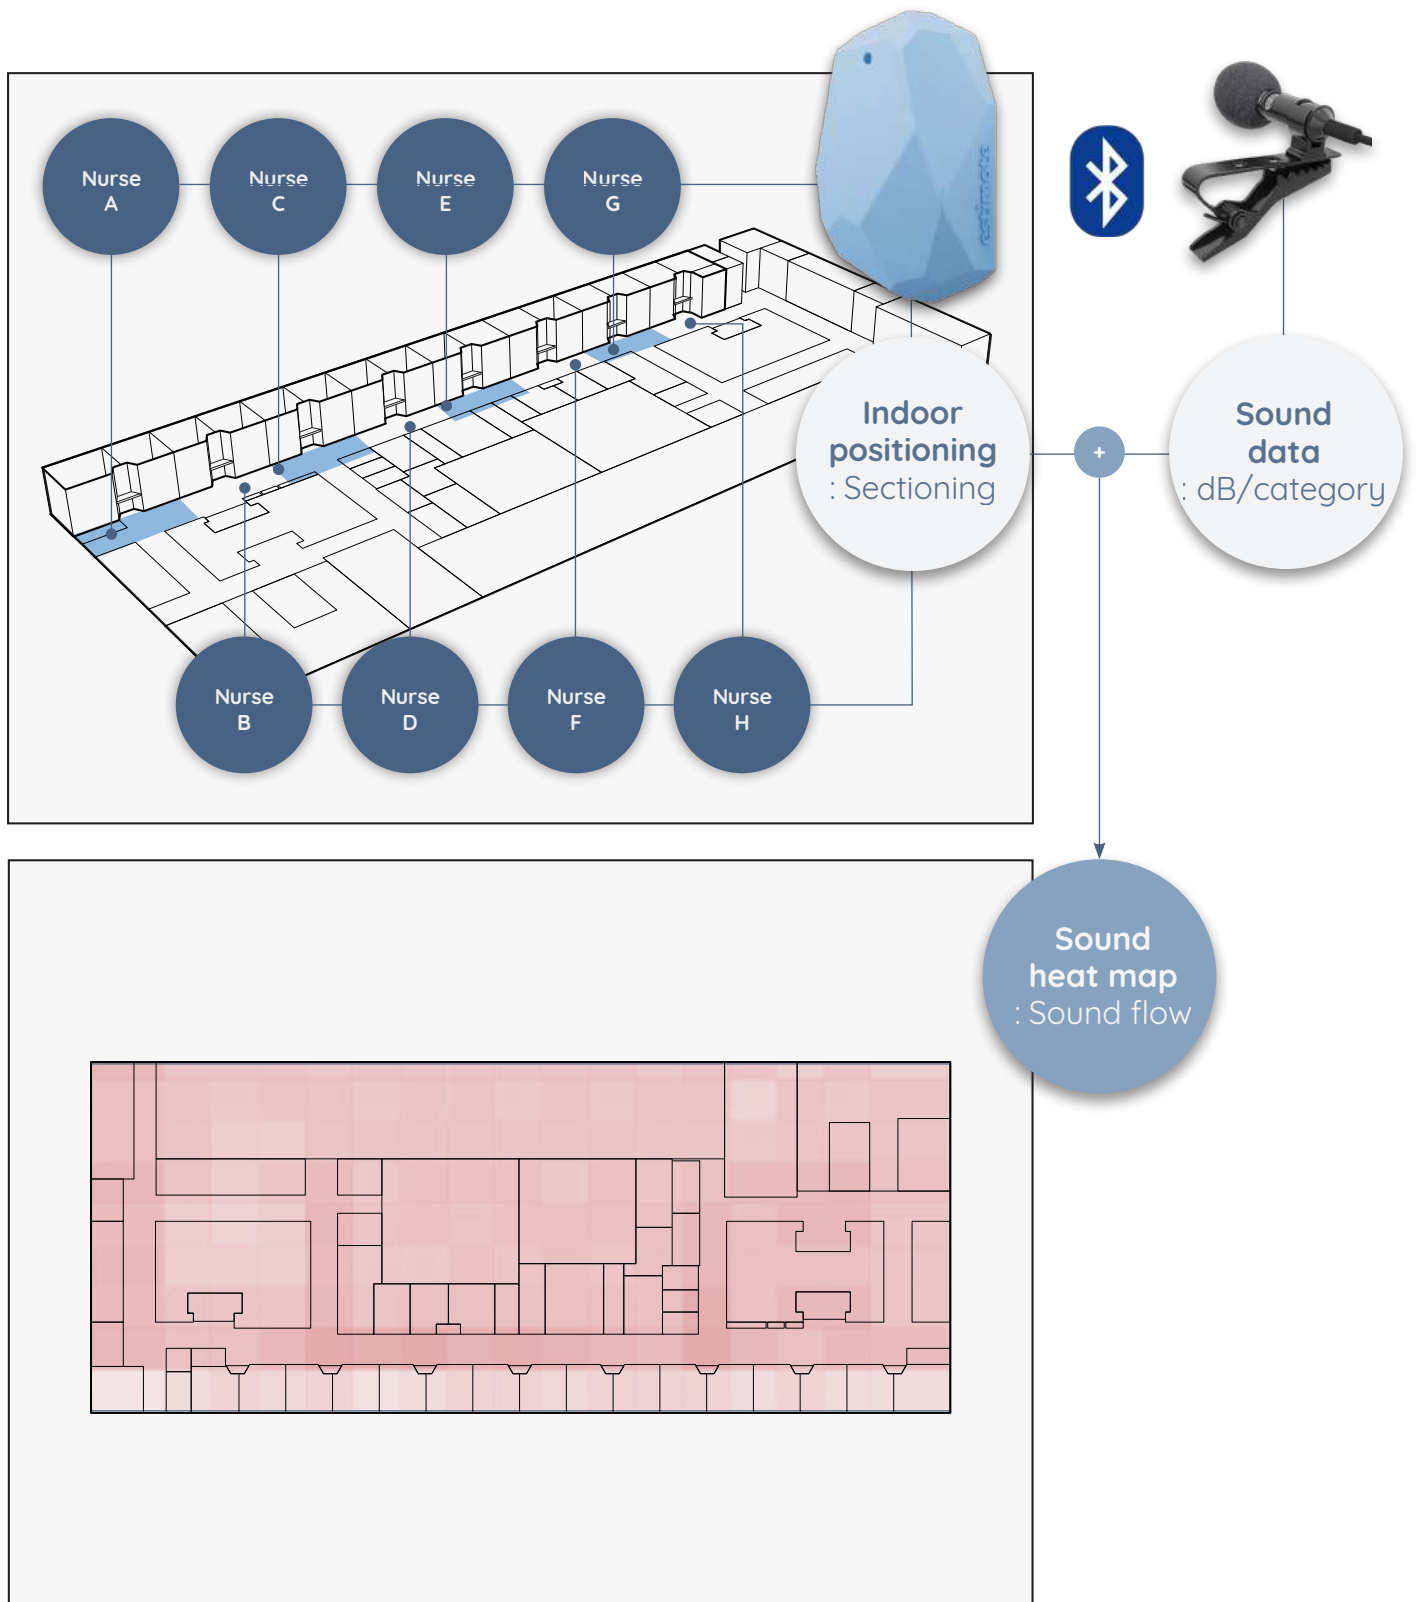 Nurse
A
Nurse
C
Nurse
E
Nurse
G
estimote
Indoor
positioning
: Sectioning
+
Sound
data
: dB/category
Nurse
B
Nurse
D
Nurse
F
Nurse
H
Sound
heat map
: Sound flow